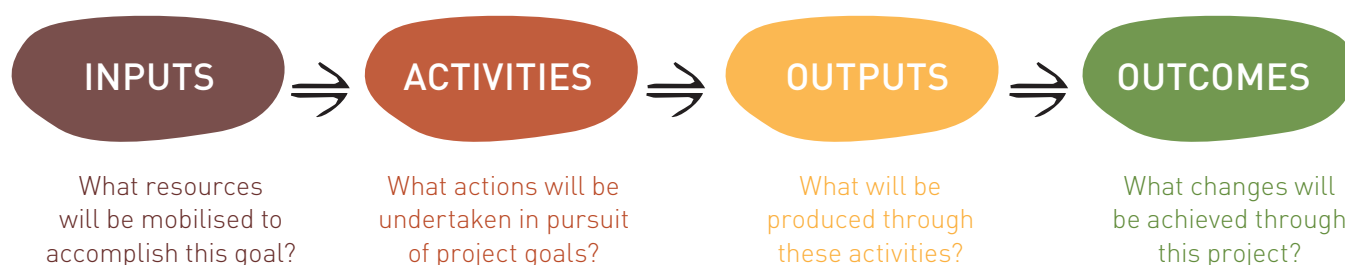 INPUTS
ACTIVITIES
OUTPUTS
OUTCOMES
What resources
will be mobilised to
accomplish this goal?
What actions will be
undertaken in pursuit
of project goals?
What will be
produced through
these activities?
What changes will
be achieved through
this project?